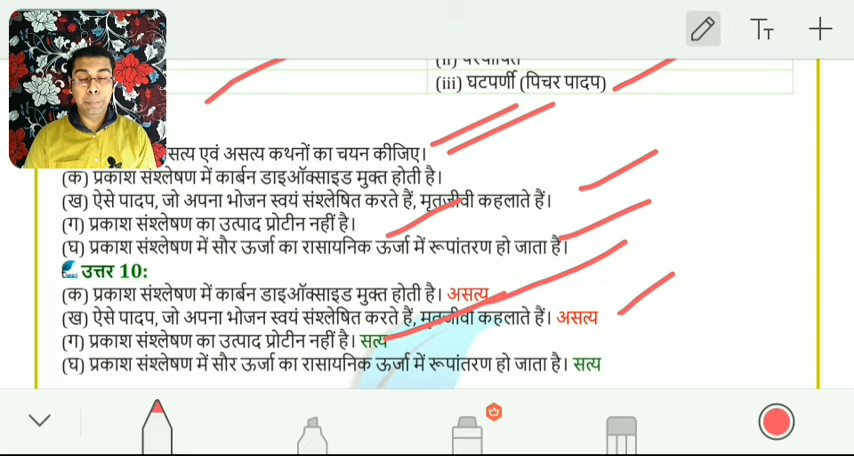 (iii) घटपर्णी (पिचर पादप)
सत्य एवं असत्य कथनों का चयन कीजिए।
(क) प्रकाश संश्लेषण में कार्बन डाइऑक्साइड मुक्त होती है।
(ख) ऐसे पादप, जो अपना भोजन स्वयं संश्लेषित करते हैं, मृतजीवी कहलाते हैं।
(ग) प्रकाश संश्लेषण का उत्पाद प्रोटीन नहीं है।
(घ) प्रकाश संश्लेषण में सौर ऊर्जा का रासायनिक ऊर्जा में रूपांतरण हो जाता है।
उत्तर 10:
(क) प्रकाश संश्लेषण में कार्बन डाइऑक्साइड मुक्त होती है। असत्य
(ख) ऐसे पादप, जो अपना भोजन स्वयं संश्लेषित करते हैं, मृतजीवी कहलाते हैं। असत्य
(ग) प्रकाश संश्लेषण का उत्पाद प्रोटीन नहीं है। सत्य
(घ) प्रकाश संश्लेषण में सौर ऊर्जा का रासायनिक ऊर्जा में रूपांतरण हो जाता है। सत्य